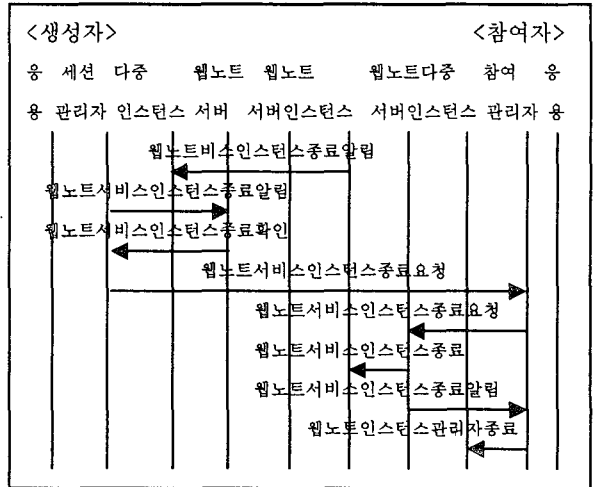 <생성자> <참여자>
응 세션 다중 웹노트 웹노트 웹노트다중 참여 응
용 관리자 인스턴스 서버 서버인스턴스 서버인스턴스 관리자 용
웹노트비스인스턴스종료알림
웹노트서비스인스턴스종료알림
웹노트서비스인스턴스종료확인
웹노트서비스인스턴스종료요청
웹노트서비스인스턴스종료요청
웹노트서비스인스턴스종료
웹노트서비스인스턴스종료알림
웹노트인스턴스관리자종료